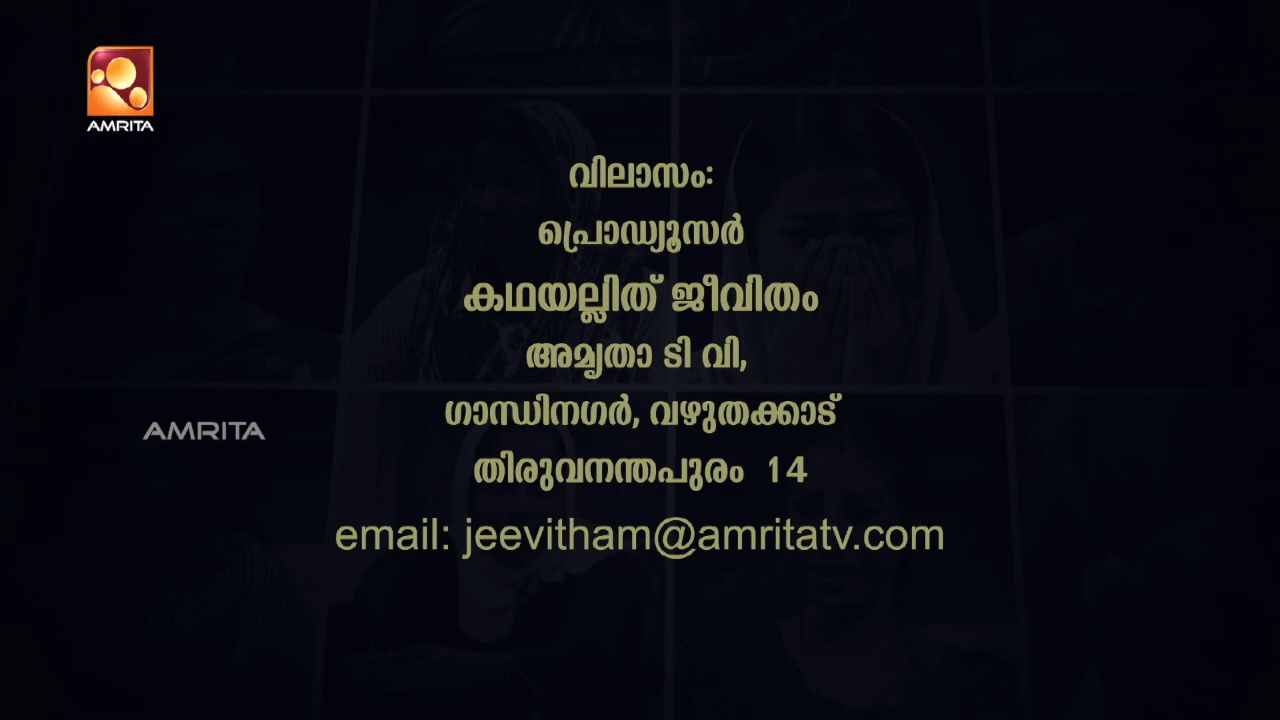 AMRITA
വിലാസം:
പ്രൊഡ്യൂസർ
കഥയല്ലിത് ജീവിതം
അമൃതാ ടി വി,
ഗാന്ധിനഗർ, വഴുതക്കാട്
AMRITA
തിരുവനന്തപുരം 14
email: jeevitham@amritatv.com